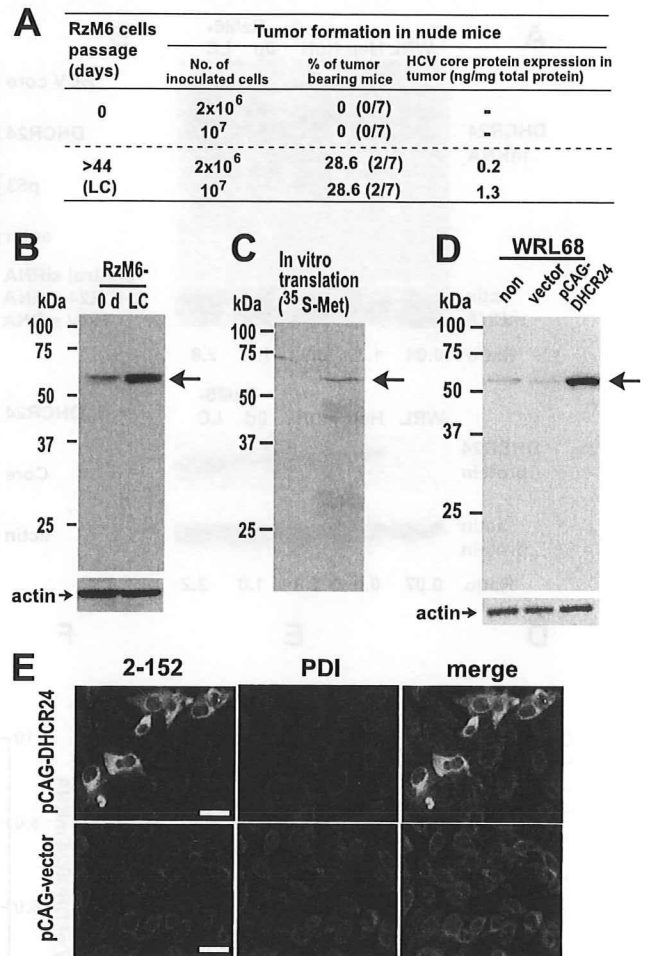 A
RzM6 cells passage (days)
Tumor formation in nude mice
No. of inoculated cells
% of tumor bearing mice
HCV core protein expression in tumor (ng/mg total protein)
0
2x10⁶
0 (0/7)
-
10⁷
0 (0/7)
-
>44 (LC)
2x10⁶
28.6 (2/7)
0.2
10⁷
28.6 (2/7)
1.3
B
RzM6-
0 d LC
kDa
100
75
50
37
25
actin
C
In vitro
translation
(³⁵S-Met)
kDa
100
75
50
37
25
D
WRL68
non
vector
pCAG-
DHCR24
kDa
100
75
50
37
25
actin
E
2-152
PDI
merge
pCAG-DHCR24
pCAG-vector